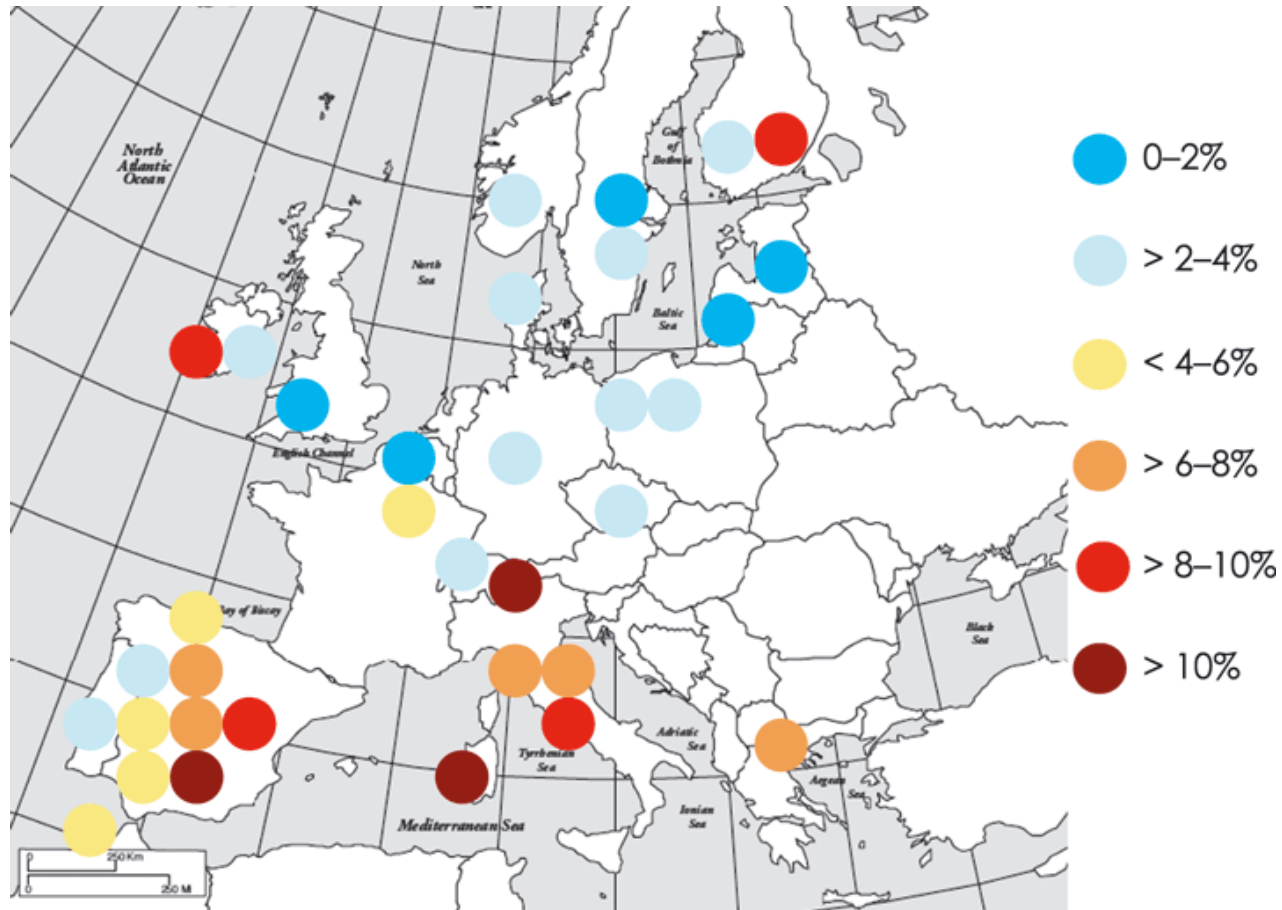 North
Atlantic
Ocean
Gulf
of
Bothnia
North
Sea
Baltic
Sea
English Channel
Bay of Biscay
Black
Sea
Adriatic
Sea
Tyrrhenian
Sea
Aegean
Sea
Ionian
Sea
Mediterranean Sea
0 250 Km
0 250 Mi
0–2%
> 2–4%
< 4–6%
> 6–8%
> 8–10%
> 10%